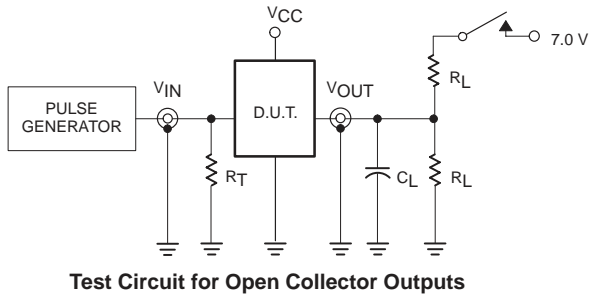 VCC
7.0 V
RL
VIN
VOUT
PULSE
GENERATOR
D.U.T.
RT
CL
RL
Test Circuit for Open Collector Outputs